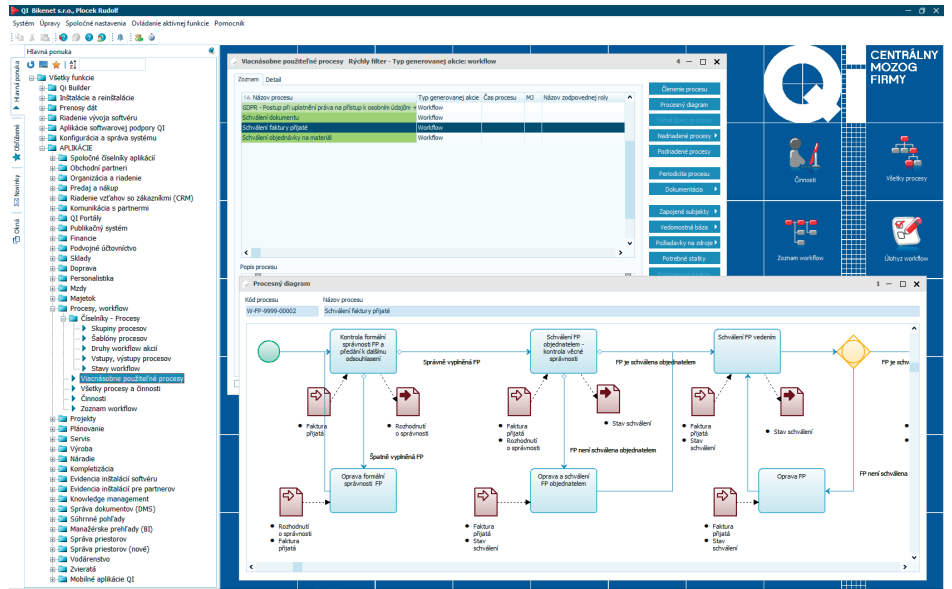 QI Bikenet s.r.o., Plocek Rudolf
Systém Úpravy Spoločné nastavenia Ovládanie aktívnej funkcie Pomocník
Hlavná ponuka
Hlavná ponuka
Obľúbené
Novinky
Okná
Všetky funkcie
Qi Builder
Inštalácie a reinštalácie
Prenosy dát
Riadenie vývoja softvéru
Aplikácie softwarovej podpory QI
Konfigurácia a správa systému
APLIKÁCIE
Spoločné číselníky aplikácií
Obchodní partneri
Organizácia a riadenie
Predaj a nákup
Riadenie vzťahov so zákazníkmi (CRM)
Komunikácia s partnermi
QI Portály
Publikačný systém
Financie
Podvojné účtovníctvo
Sklady
Doprava
Personalistika
Mzdy
Majetok
Procesy, workflow
Číselníky - Procesy
Skupiny procesov
Šablóny procesov
Druhy workflow akcií
Vstupy, výstupy procesov
Stavy workflow
Viacnásobne použiteľné procesy
Všetky procesy a činnosti
Činnosti
Zoznam workflow
Projekty
Plánovanie
Servis
Výroba
Náradie
Kompletizácia
Evidencia inštalácií softvéru
Evidencia inštalácií pre partnerov
Knowledge management
Správa dokumentov (DMS)
Súhrnné pohľady
Manažérske prehľady (BI)
Správa priestorov
Správa priestorov (nové)
Vodárenstvo
Zvieratá
Mobilné aplikácie QI
Viacnásobne použiteľné procesy Rýchly filter - Typ generovanej akcie: workflow
4
Zoznam Detail
Názov procesu Typ generovanej akcie Čas procesu MJ Názov zodpovednej roly
GDPR - Postup při uplatnění práva na přístup k osobním údajům Workflow
Schválení dokumentu Workflow
Schválení faktury přijaté Workflow
Schválení objednávky na materiál Workflow
Popis procesu
Členenie procesu
Procesný diagram
Nadriadené procesy
Podriadené procesy
Periodicita procesu
Dokumentácia
Zapojené subjekty
Vedomostná báza
Požiadavky na zdroje
Potrebné statky
CENTRÁLNY
MOZOG
FIRMY
Činnosti
Všetky procesy
Zoznam workflow
Úlohy z workflow
Procesný diagram
1
Kód procesu Názov procesu
W-FP-9999-00002 Schválení faktury přijaté
Kontrola formální
správnosti FP a
předání k dalšímu
odsouhlasení
Správně vyplněná FP
Schválení FP
objednatelem -
kontrola věcné
správnosti
FP je schválena objednatelem
Schválení FP vedením
FP je schv
Faktura
přijatá
Rozhodnutí
o správnosti
Faktura
přijatá
Rozhodnutí
o správnosti
Stav schválení
Faktura
přijatá
Stav
schválení
Stav schválení
Špatně vyplněná FP
FP není schválena objednatelem
FP není schválena
Oprava formální
správnosti FP
Oprava a schválení
FP objednatelem
Oprava FP
Rozhodnutí
o správnosti
Faktura
přijatá
Faktura
přijatá
Stav
schválení
Faktura
přijatá
Stav
schválení